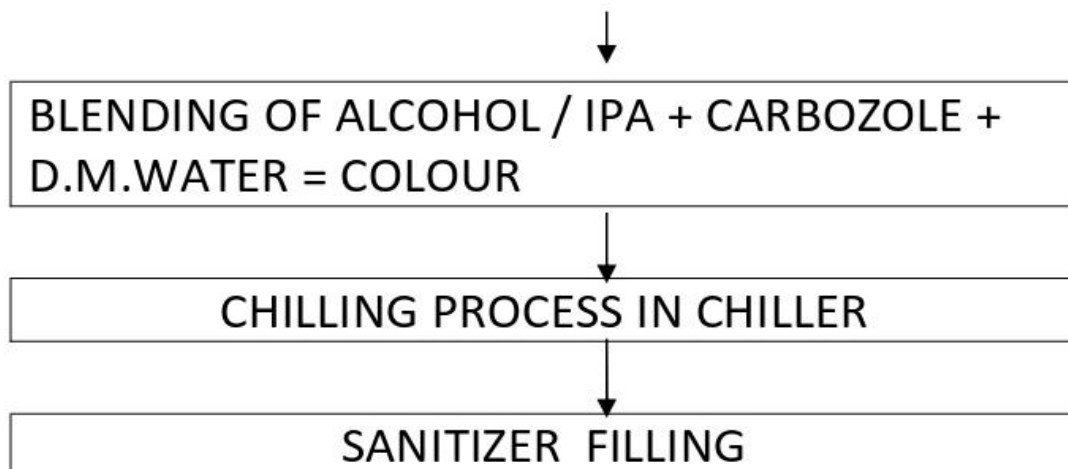 BLENDING OF ALCOHOL / IPA + CARBOZOLE +
D.M.WATER = COLOUR
CHILLING PROCESS IN CHILLER
SANITIZER FILLING